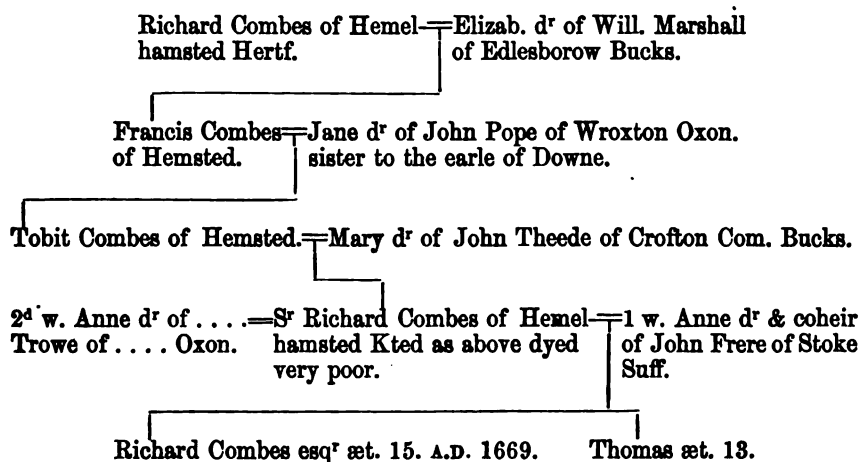 Richard Combes of Hemel=Elizab. dʳ of Will. Marshall
hamsted Hertf. of Edlesborow Bucks.
Francis Combes=Jane dʳ of John Pope of Wroxton Oxon.
of Hemsted. sister to the earle of Downe.
Tobit Combes of Hemsted.=Mary dʳ of John Theede of Crofton Com. Bucks.
2ᵈ w. Anne dʳ of . . . .=Sʳ Richard Combes of Hemel=1 w. Anne dʳ & coheir
Trowe of . . . . Oxon. hamsted Kted as above dyed of John Frere of Stoke
very poor. Suff.
Richard Combes esqʳ æt. 15. A.D. 1669. Thomas æt. 13.